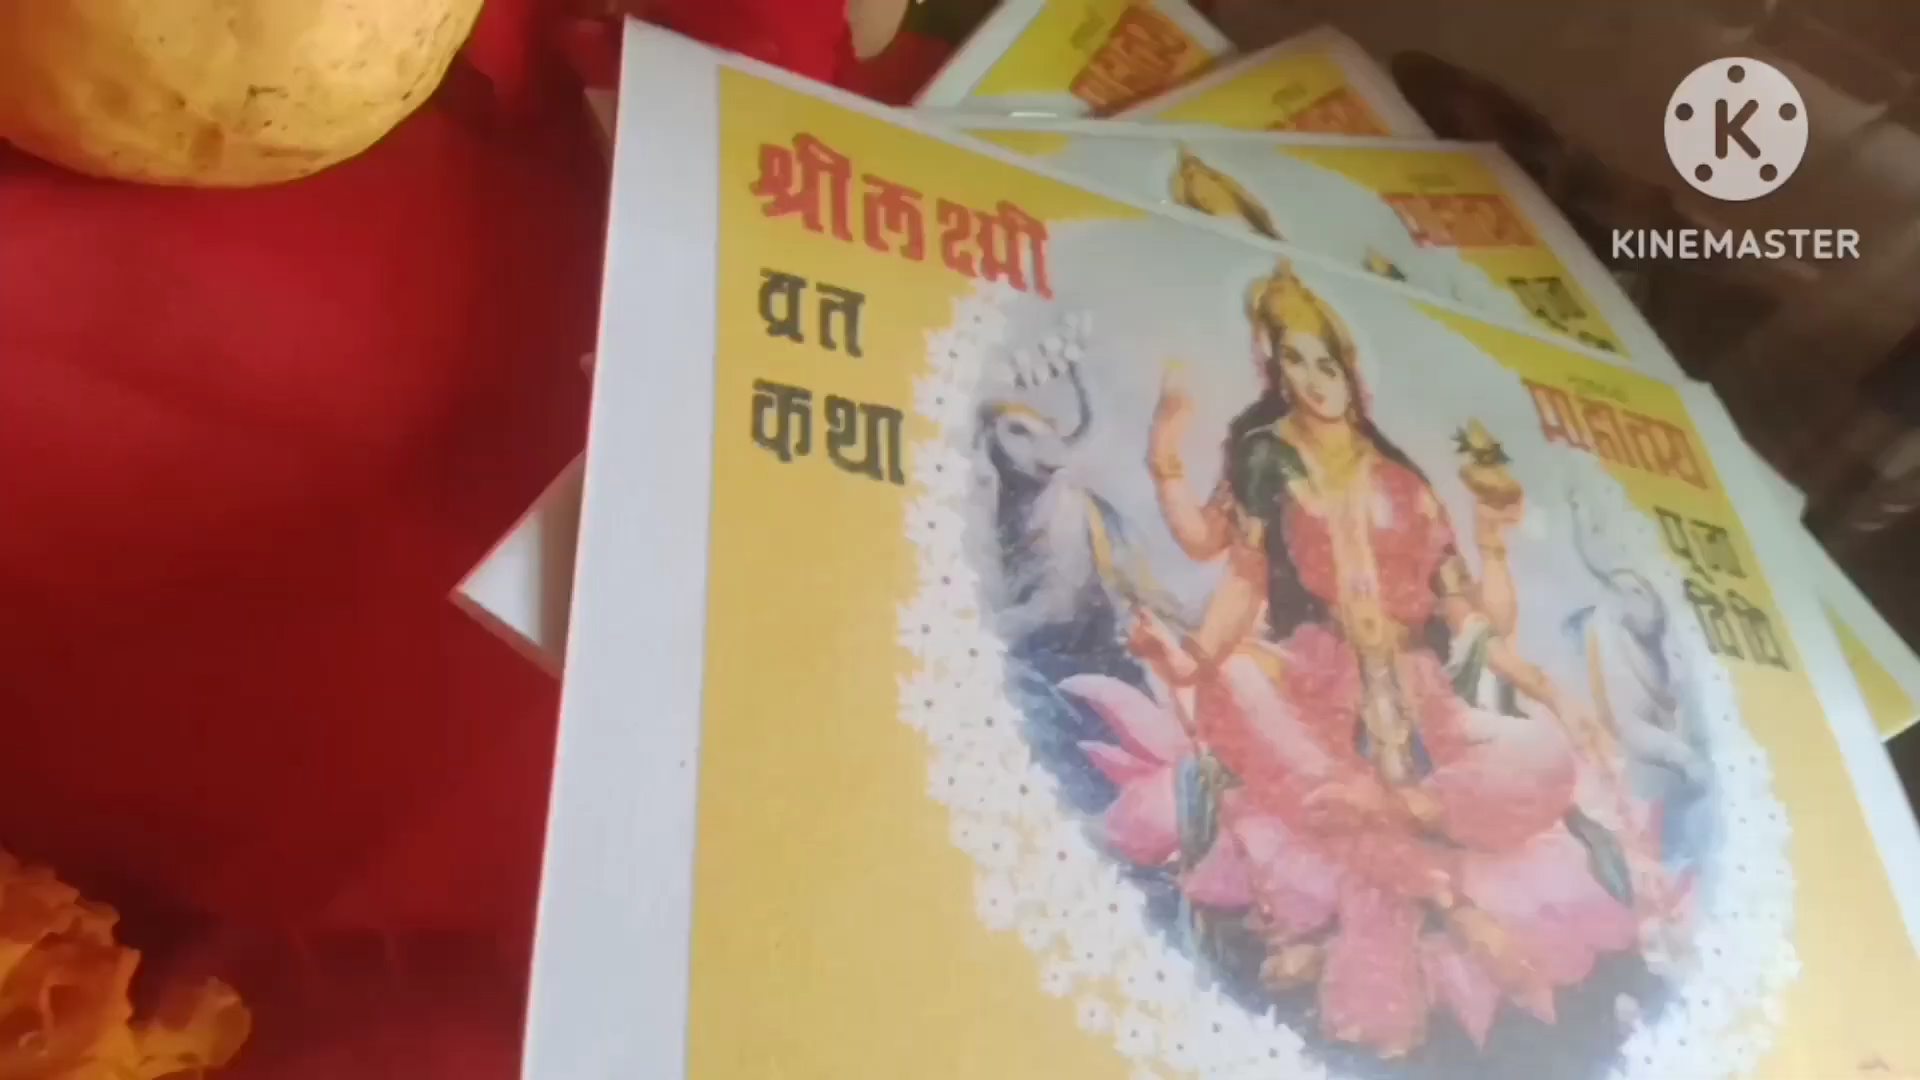 श्रीलक्ष्मी
व्रत
कथा
माहात्म्य
पूजा
विधि
KINEMASTER